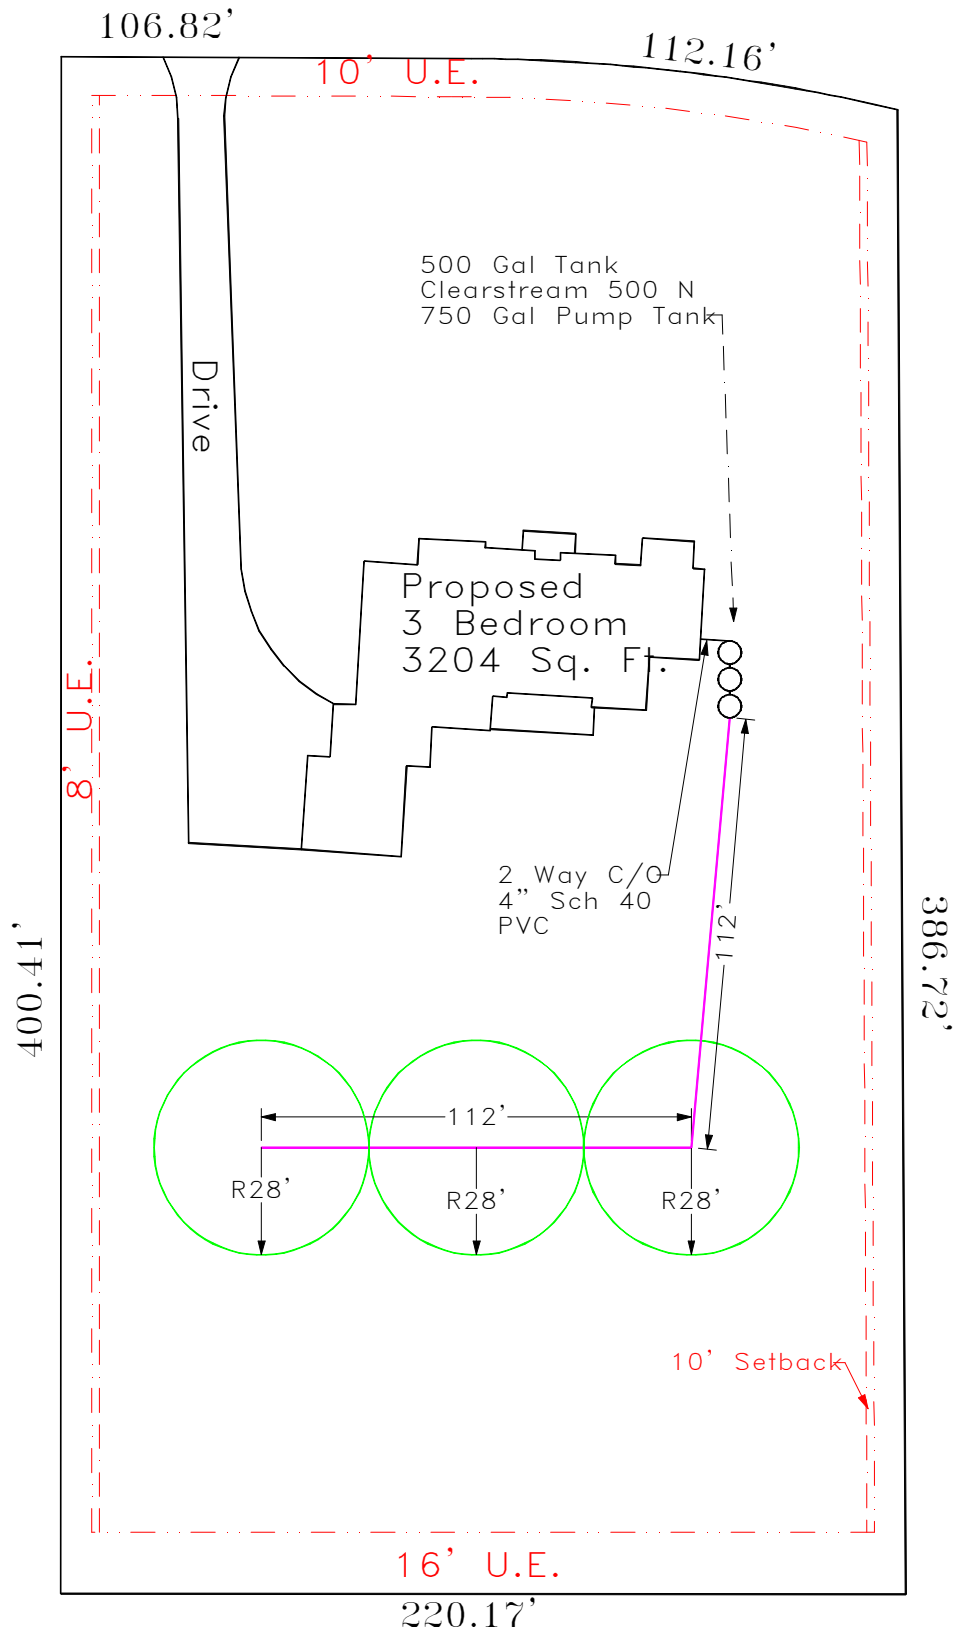 106.82'
112.16'
10' U.E.
500 Gal Tank
Clearstream 500 N
750 Gal Pump Tank
Drive
Proposed
3 Bedroom
3204 Sq. Ft.
8' U.E.
2 Way C/O
4" Sch 40
PVC
112'
400.41'
386.72'
112'
R28'
R28'
R28'
10' Setback
16' U.E.
220.17'